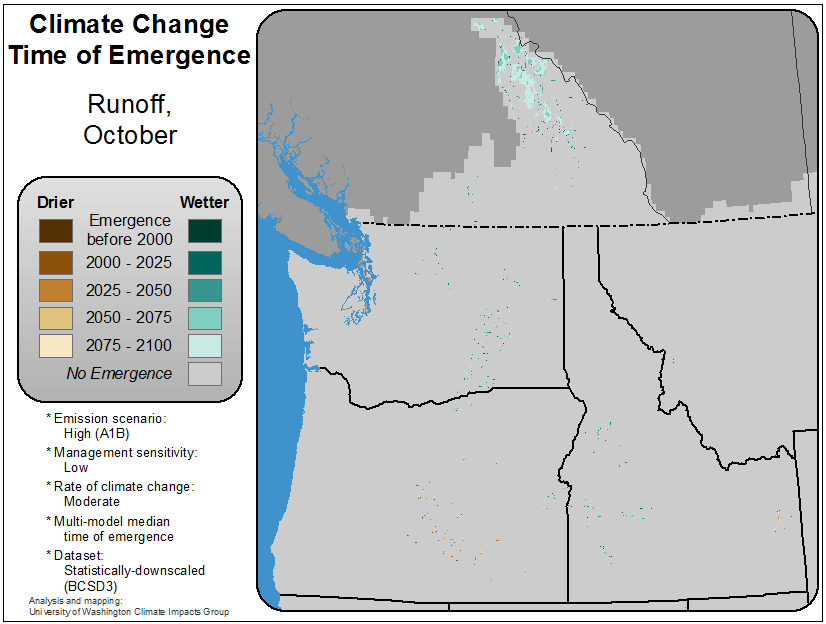 Climate Change
Time of Emergence
Runoff,
October
Drier Wetter
Emergence
before 2000
2000 - 2025
2025 - 2050
2050 - 2075
2075 - 2100
No Emergence
* Emission scenario:
High (A1B)
* Management sensitivity:
Low
* Rate of climate change:
Moderate
* Multi-model median
time of emergence
* Dataset:
Statistically-downscaled
(BCSD3)
Analysis and mapping:
University of Washington Climate Impacts Group